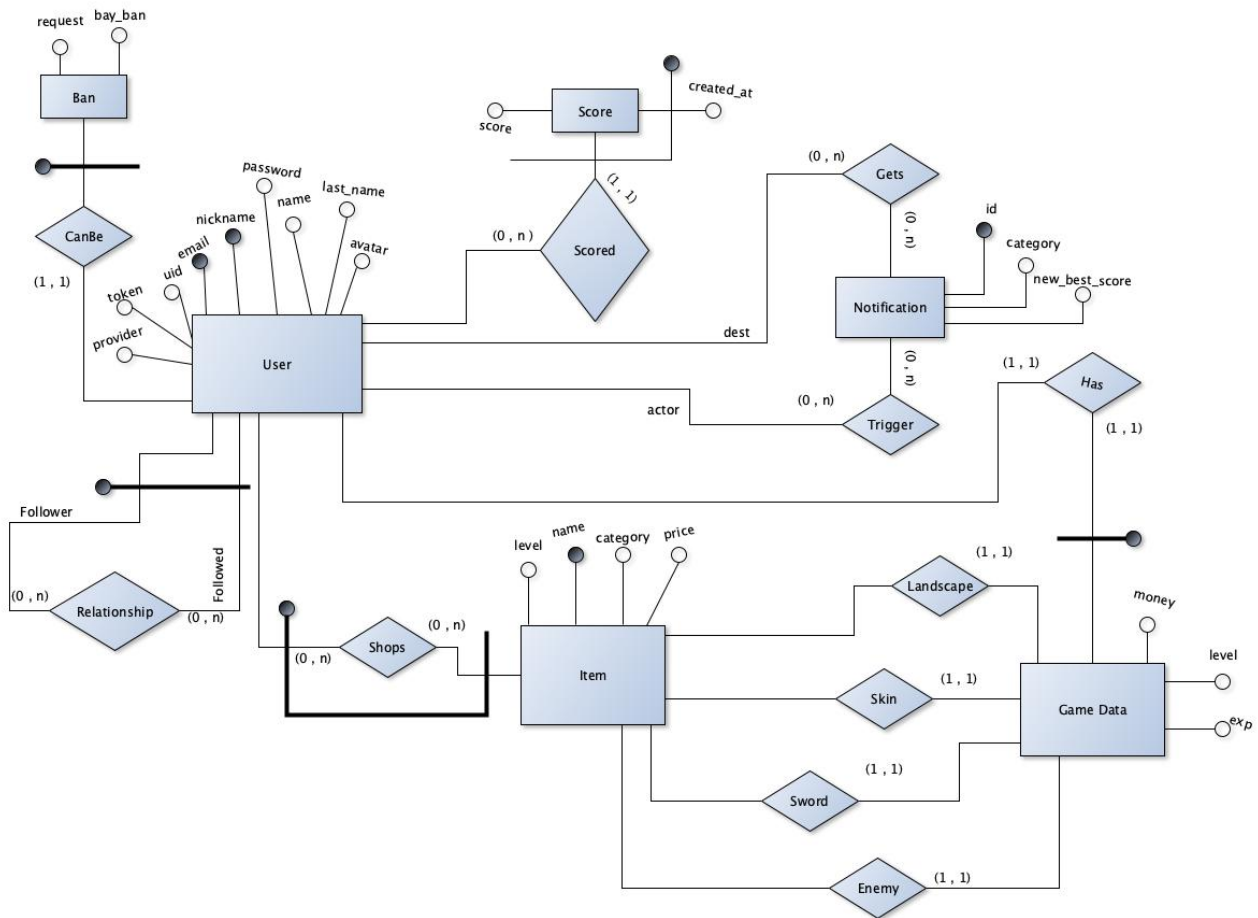 request
bay_ban
Ban
CanBe
(1 , 1)
score
Score
created_at
(1 , 1)
Scored
(0 , n )
password
last_name
name
nickname
avatar
email
uid
token
provider
User
(0 , n)
Gets
(0 , n)
id
category
new_best_score
Notification
dest
(0 , n)
actor
(0 , n)
Trigger
(1 , 1)
Has
(1 , 1)
Follower
Followed
(0 , n)
Relationship
(0 , n)
(0 , n)
Shops
(0 , n)
level
name
category
price
Item
Landscape
(1 , 1)
Skin
(1 , 1)
Sword
(1 , 1)
Enemy
(1 , 1)
money
level
exp
Game Data